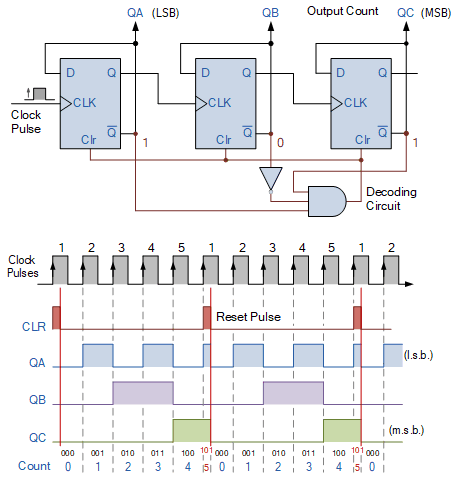 QA (LSB) QB Output Count QC (MSB)
D Q D Q D Q
CLK CLK CLK
Clock
Pulse
Clr Q Clr Q Clr Q
1 0 1
Decoding
Circuit
Clock
Pulses
1 2 3 4 5 1 2 3 4 5 1 2
CLR Reset Pulse
QA (l.s.b.)
QB
QC (m.s.b.)
000 001 010 011 100 101 000 001 010 011 100 101 000
Count 0 1 2 3 4 5 0 1 2 3 4 5 0